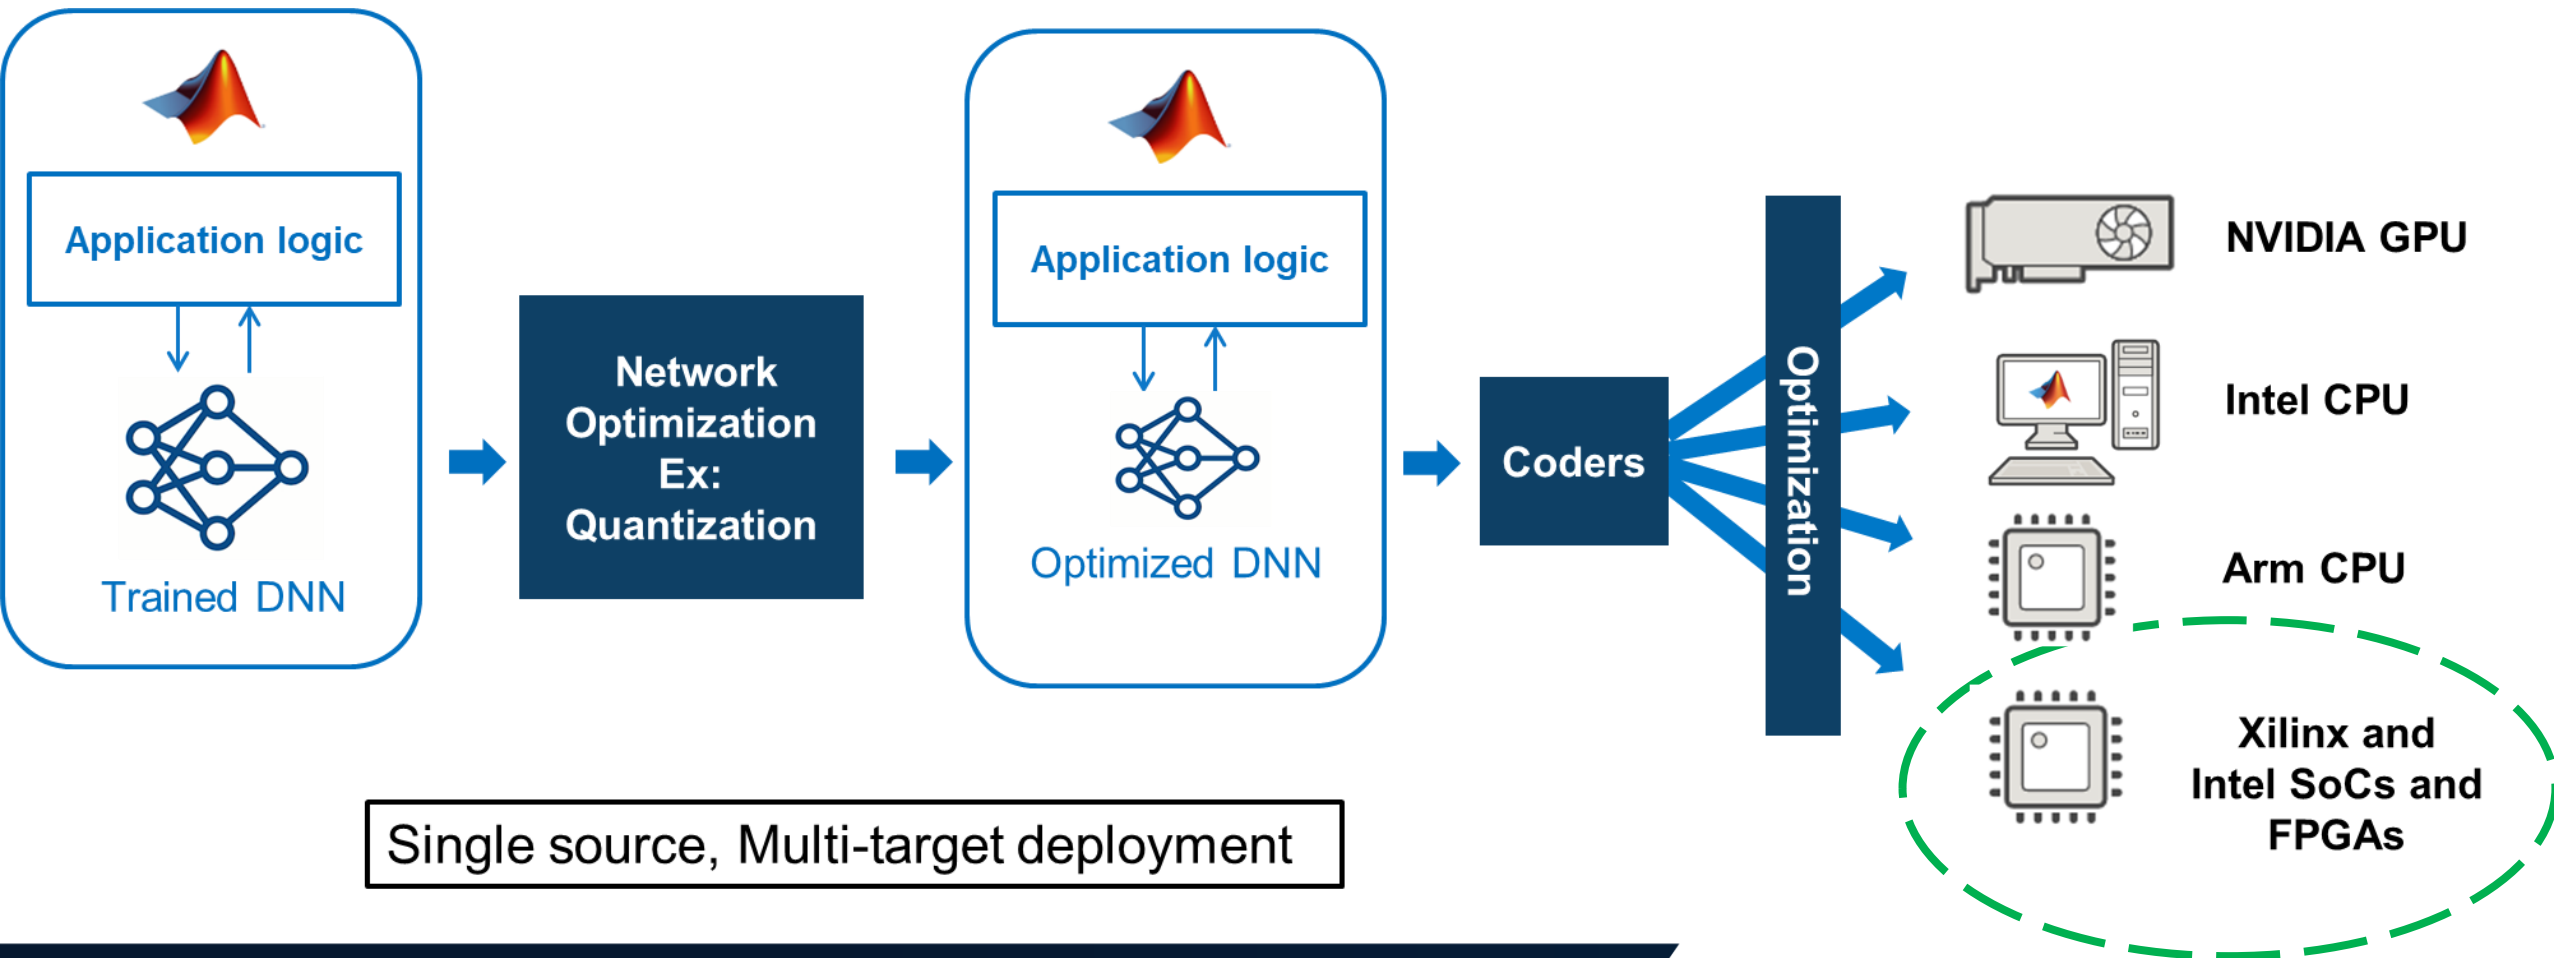 Application logic
Trained DNN
Network
Optimization
Ex:
Quantization
Application logic
Optimized DNN
Coders
Optimization
NVIDIA GPU
Intel CPU
Arm CPU
Xilinx and
Intel SoCs and
FPGAs
Single source, Multi-target deployment